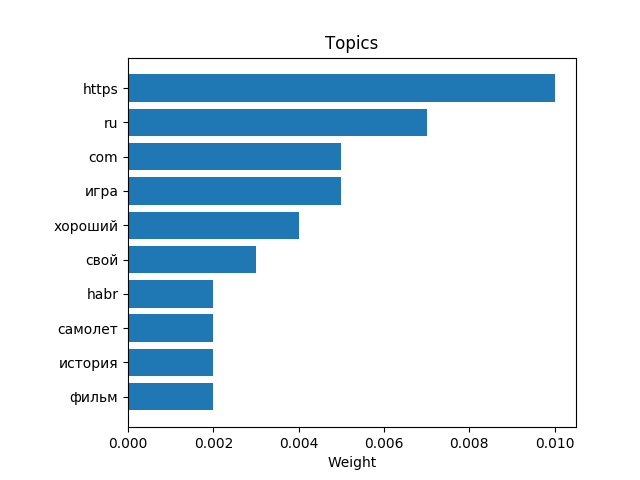 Topics
https
ru
com
игра
хороший
свой
habr
самолет
история
фильм
0.000 0.002 0.004 0.006 0.008 0.010
Weight